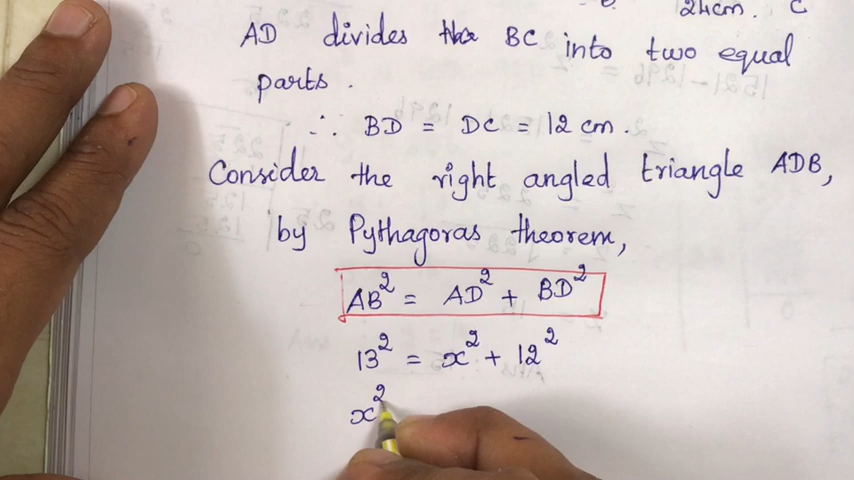 24cm. C
AD divides the BC into two equal
parts.
∴ BD = DC = 12 cm.
Consider the right angled triangle ADB,
by Pythagoras theorem,
AB² = AD² + BD²
13² = x² + 12²
x²